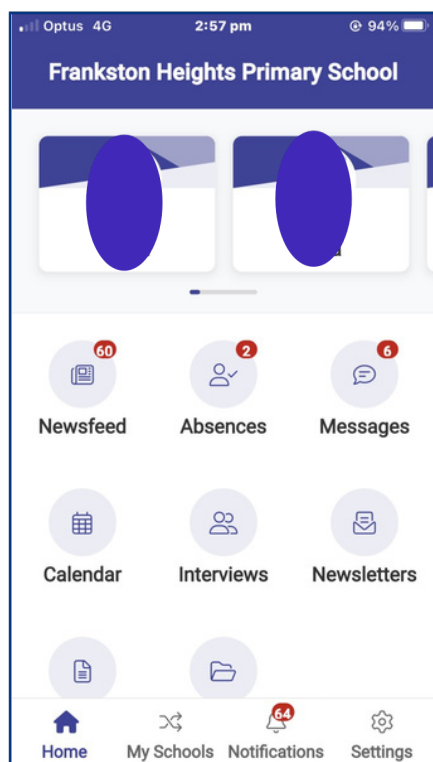 Optus 4G 2:57 pm 94%
Frankston Heights Primary School
60 2 6
Newsfeed Absences Messages
Calendar Interviews Newsletters
64
Home My Schools Notifications Settings